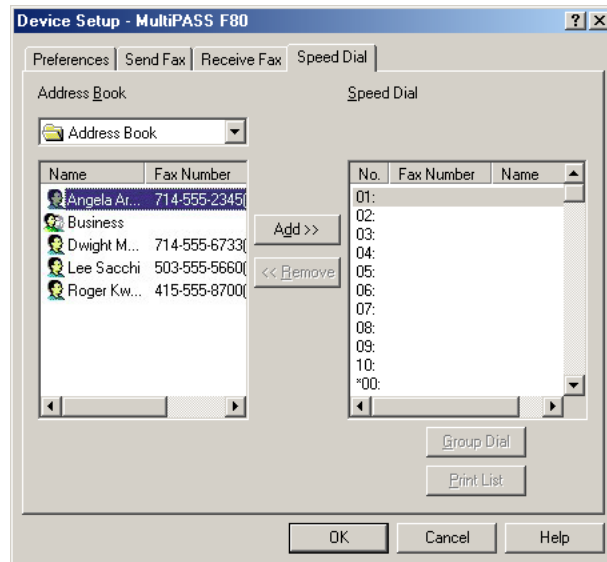 Device Setup - MultiPASS F80
Preferences Send Fax Receive Fax Speed Dial
Address Book Speed Dial
Address Book
Name Fax Number
Angela Ar... 714-555-2345(
Business
Dwight M... 714-555-6733(
Lee Sacchi 503-555-5660(
Roger Kw... 415-555-8700(
Add >>
<< Remove
No. Fax Number Name
01:
02:
03:
04:
05:
06:
07:
08:
09:
10:
*00:
Group Dial
Print List
OK Cancel Help